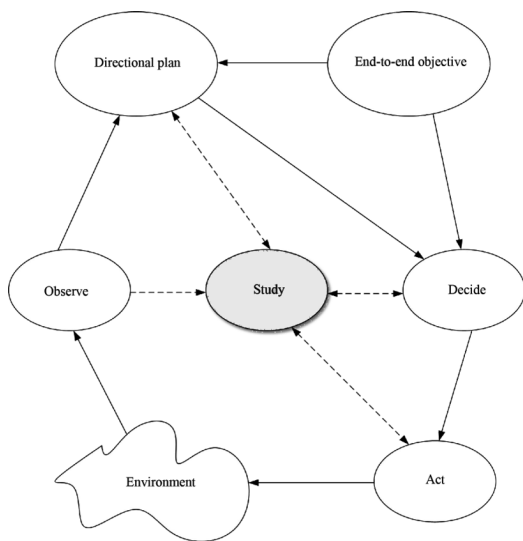 Directional plan
End-to-end objective
Observe
Study
Decide
Environment
Act